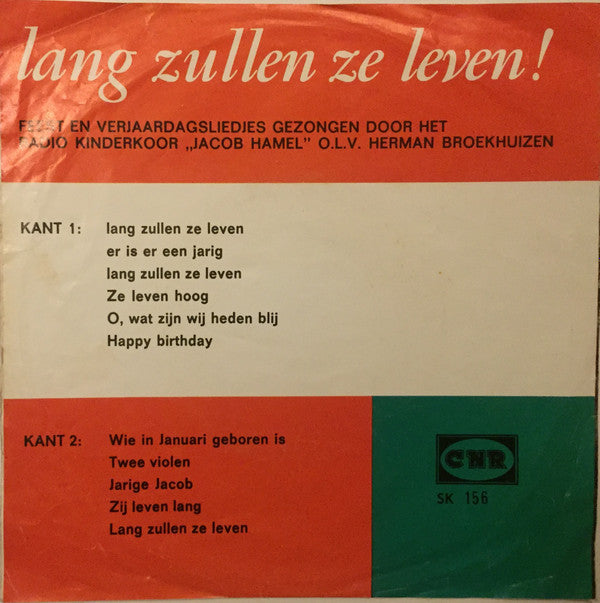 lang zullen ze leven!
FEEST EN VERJAARDAGSLIEDJES GEZONGEN DOOR HET
RADIO KINDERKOOR „JACOB HAMEL" O.L.V. HERMAN BROEKHUIZEN
KANT 1: lang zullen ze leven
er is er een jarig
lang zullen ze leven
Ze leven hoog
O, wat zijn wij heden blij
Happy birthday
KANT 2: Wie in Januari geboren is
Twee violen
Jarige Jacob
Zij leven lang
Lang zullen ze leven
CNR
SK 156